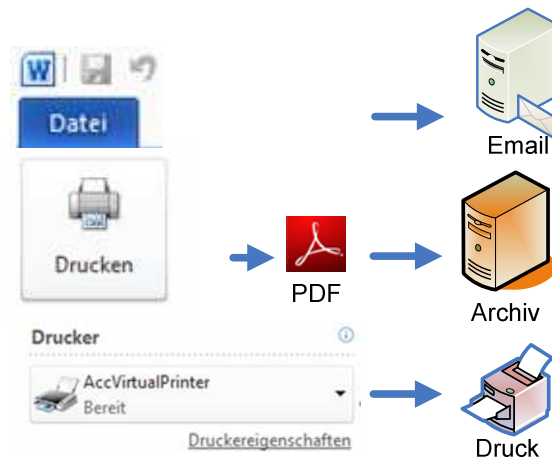 W
Datei
Drucken
Drucker
AccVirtualPrinter
Bereit
Druckereigenschaften
PDF
Email
Archiv
Druck